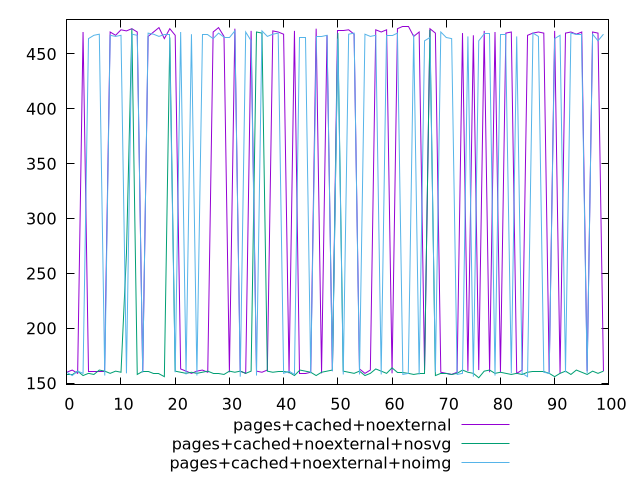 450
400
350
300
250
200
150
0 10 20 30 40 50 60 70 80 90 100
pages+cached+noexternal
pages+cached+noexternal+nosvg
pages+cached+noexternal+noimg